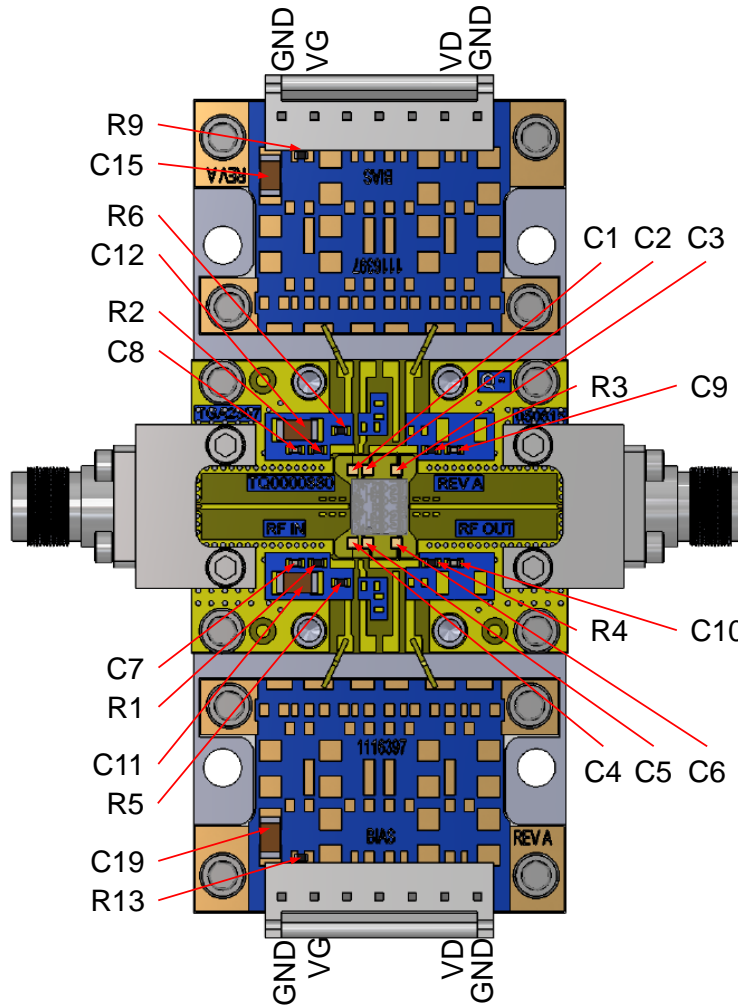 GND VG VD GND
R9
C15
R6
C12
R2
C8
C1 C2 C3
R3 C9
REV A
BIAS
1116397
TQ0000880
REV A
RF IN
RF OUT
C7
R1
C11
R5
C19
R13
R4 C10
C4 C5 C6
1116397
BIAS
REV A
GND VG VD GND